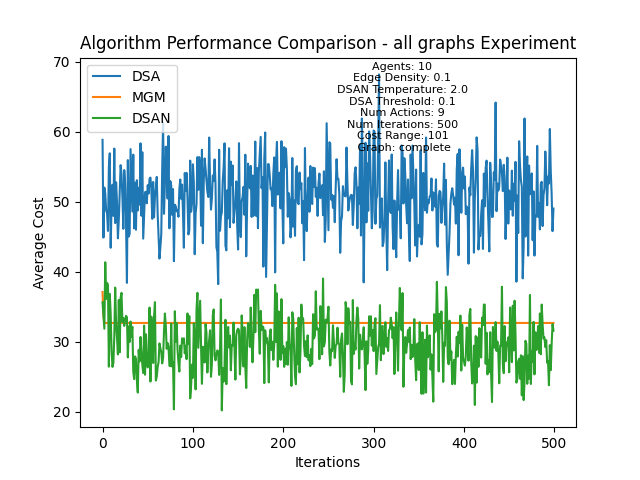 Algorithm Performance Comparison - all graphs Experiment
DSA
MGM
DSAN
Agents: 10
Edge Density: 0.1
DSAN Temperature: 2.0
DSA Threshold: 0.1
Num Actions: 9
Num Iterations: 500
Cost Range: 101
Graph: complete
Average Cost
70
60
50
40
30
20
0
100
200
300
400
500
Iterations